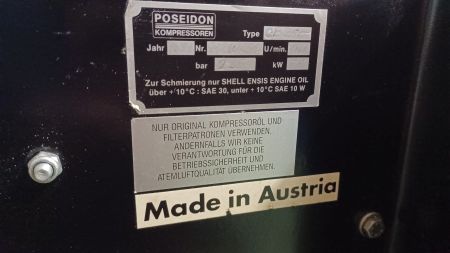 POSEIDON
KOMPRESSOREN
Type
Jahr Nr. U/min.
bar kW
Zur Schmierung nur SHELL ENSIS ENGINE OIL
über +10°C: SAE 30, unter + 10°C SAE 10 W
NUR ORIGINAL KOMPRESSORÖL UND
FILTERPATRONEN VERWENDEN.
ANDERNFALLS WIR KEINE
VERANTWORTUNG FÜR DIE
BETRIEBSSICHERHEIT UND
ATEMLUFTQUALITÄT ÜBERNEHMEN.
Made in Austria